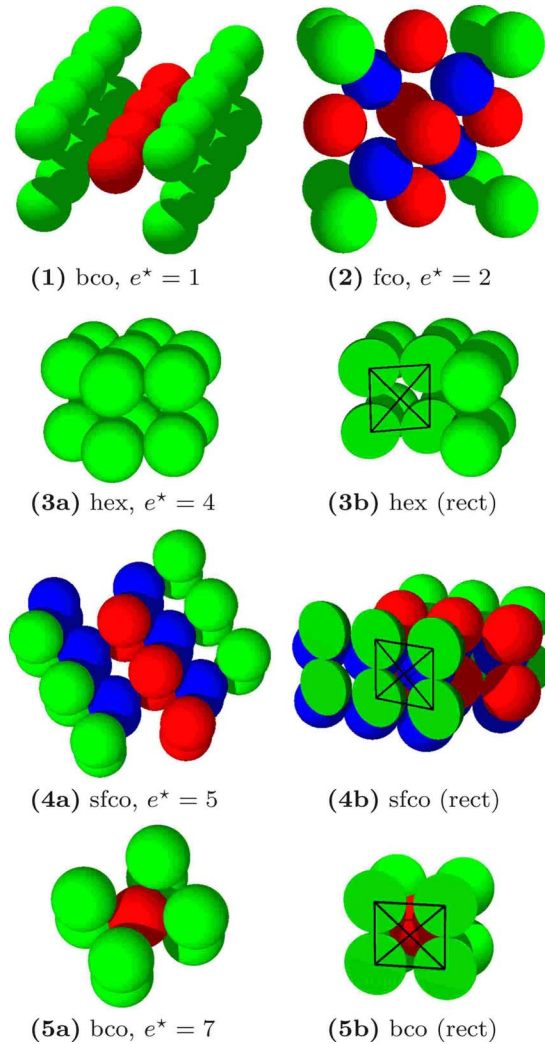 (1) bco, e⋆ = 1
(2) fco, e⋆ = 2
(3a) hex, e⋆ = 4
(3b) hex (rect)
(4a) sfco, e⋆ = 5
(4b) sfco (rect)
(5a) bco, e⋆ = 7
(5b) bco (rect)